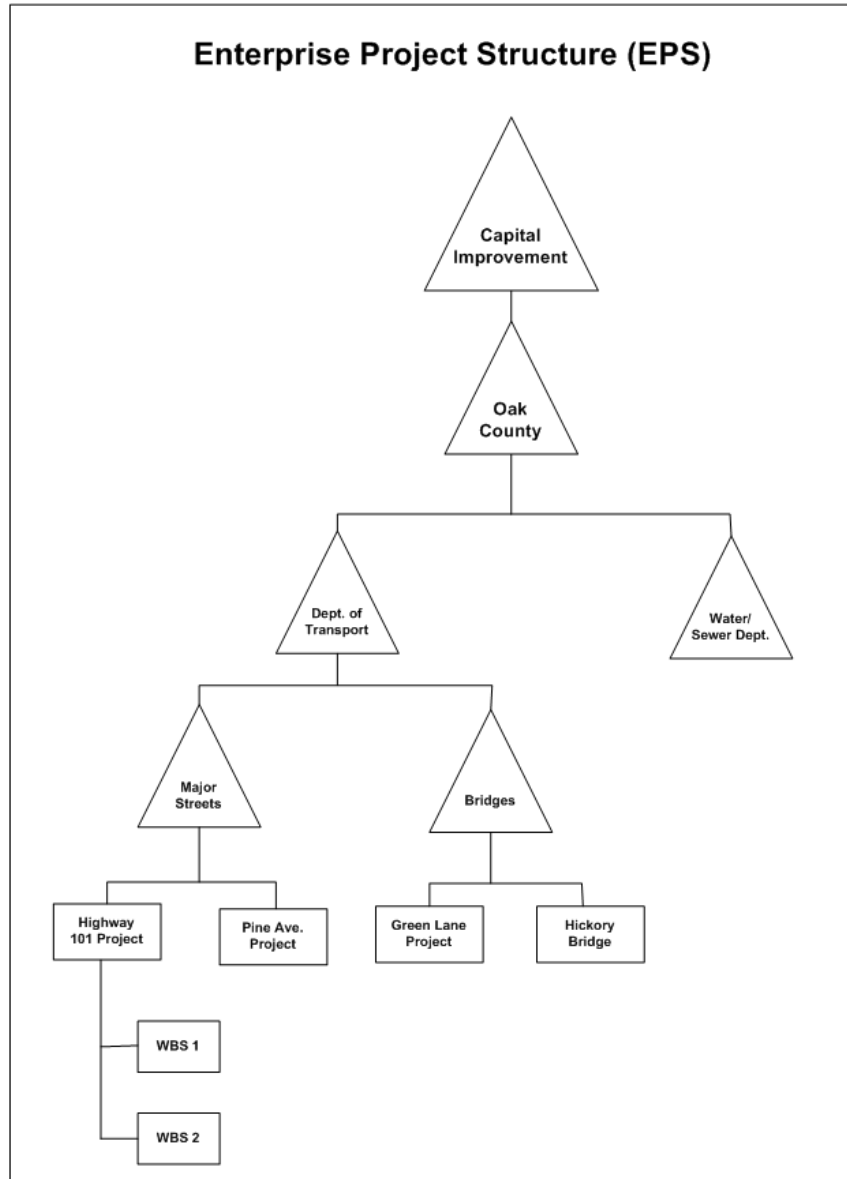 Enterprise Project Structure (EPS)
Capital
Improvement
Oak
County
Dept. of
Transport
Water/
Sewer Dept.
Major
Streets
Bridges
Highway
101 Project
Pine Ave.
Project
Green Lane
Project
Hickory
Bridge
WBS 1
WBS 2